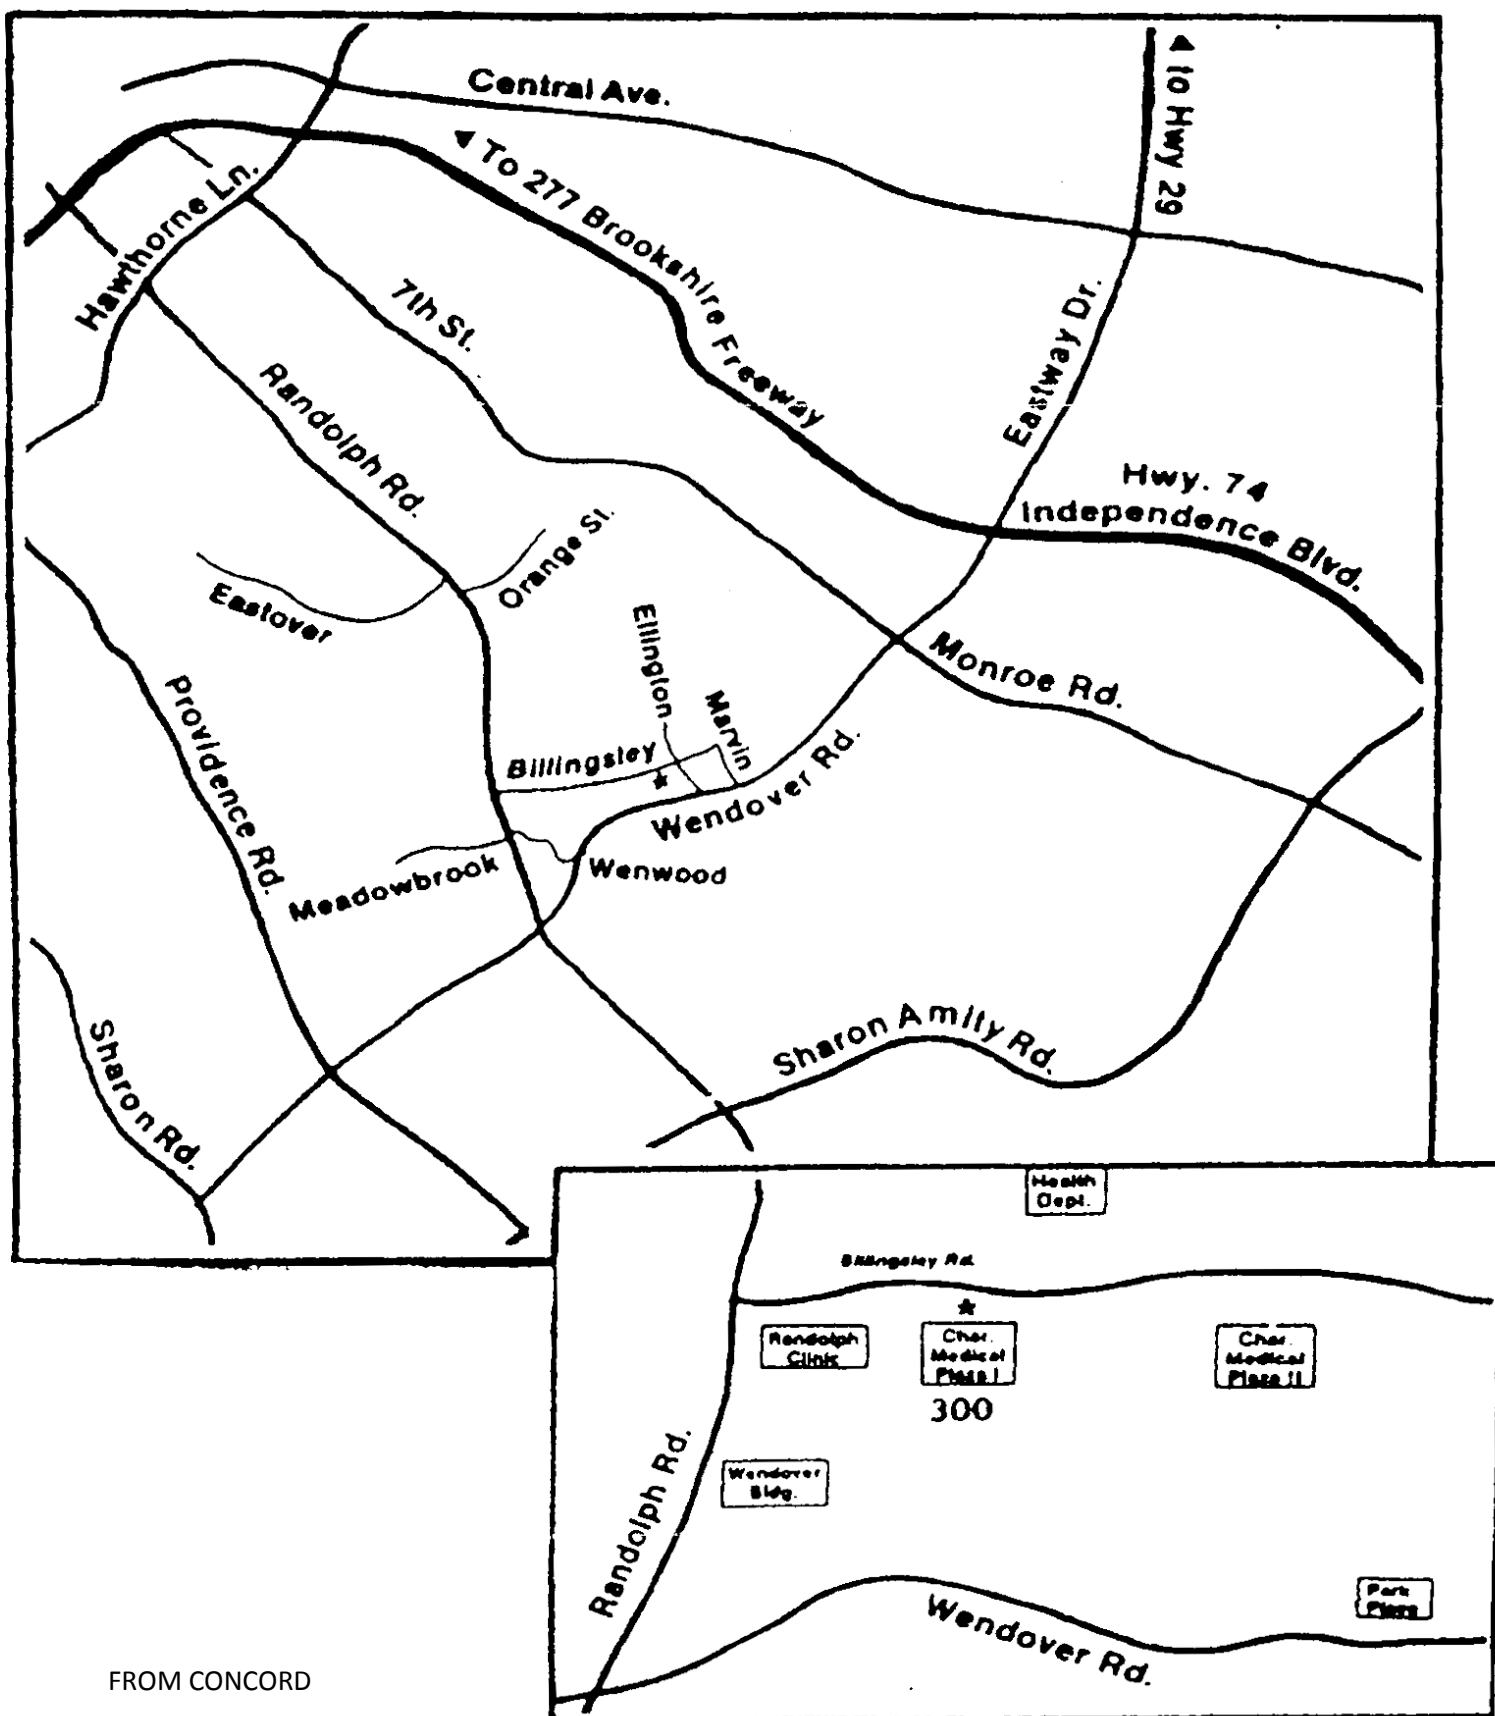 Central Ave.
◄ to Hwy 29
◄ To 277 Brookshire Freeway
Hawthorne Ln.
7th St.
Eastway Dr.
Randolph Rd.
Hwy. 74
Independence Blvd.
Orange St.
Eastover
Ellington
Monroe Rd.
Marvin
Providence Rd.
Billingsley
Wendover Rd.
Meadowbrook
Wenwood
Sharon Amity Rd.
Sharon Rd.
Health
Dept.
Billingsley Rd.
Randolph
Clinic
Char.
Medical
Plaza I
300
Char.
Medical
Plaza II
Randolph Rd.
Wendover
Bldg.
Park
Plaza
Wendover Rd.
FROM CONCORD